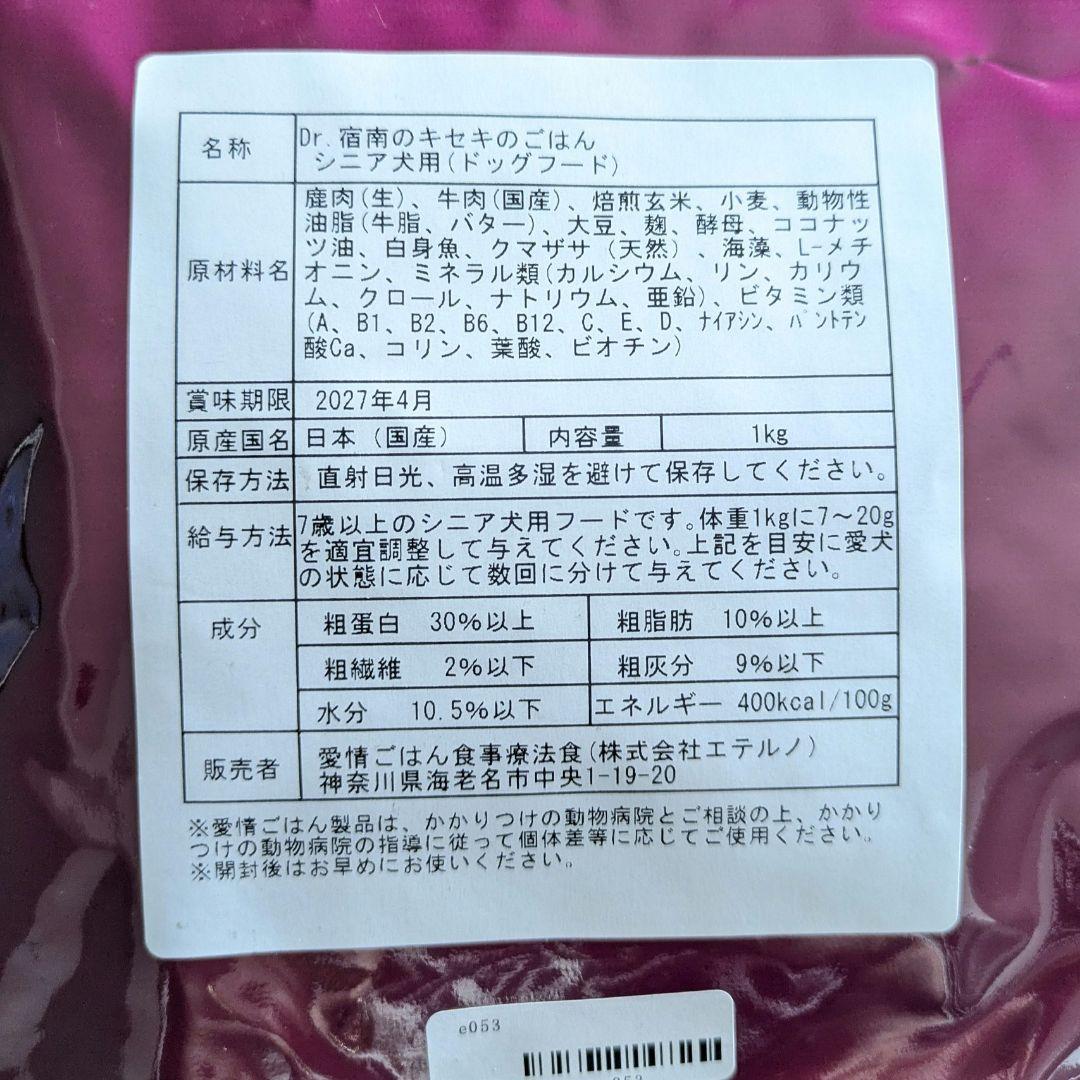 名称
Dr.宿南のキセキのごはん
シニア犬用(ドッグフード)
原材料名
鹿肉(生)、牛肉(国産)、焙煎玄米、小麦、動物性
油脂(牛脂、バター)、大豆、麹、酵母、ココナッ
ツ油、白身魚、クマザサ（天然）、海藻、L-メチ
オニン、ミネラル類(カルシウム、リン、カリウ
ム、クロール、ナトリウム、亜鉛)、ビタミン類
(A、B1、B2、B6、B12、C、E、D、ﾅｲｱｼﾝ、ﾊﾟﾝﾄﾃﾝ
酸Ca、コリン、葉酸、ビオチン)
賞味期限 2027年4月
原産国名 日本（国産） 内容量 1kg
保存方法 直射日光、高温多湿を避けて保存してください。
給与方法
7歳以上のシニア犬用フードです。体重1kgに7～20g
を適宜調整して与えてください。上記を目安に愛犬
の状態に応じて数回に分けて与えてください。
成分 粗蛋白 30%以上 粗脂肪 10%以上
粗繊維 2%以下 粗灰分 9%以下
水分 10.5%以下 エネルギー 400kcal/100g
販売者
愛情ごはん食事療法食(株式会社エテルノ)
神奈川県海老名市中央1-19-20
※愛情ごはん製品は、かかりつけの動物病院とご相談の上、かかり
つけの動物病院の指導に従って個体差等に応じてご使用ください。
※開封後はお早めにお使いください。
e053